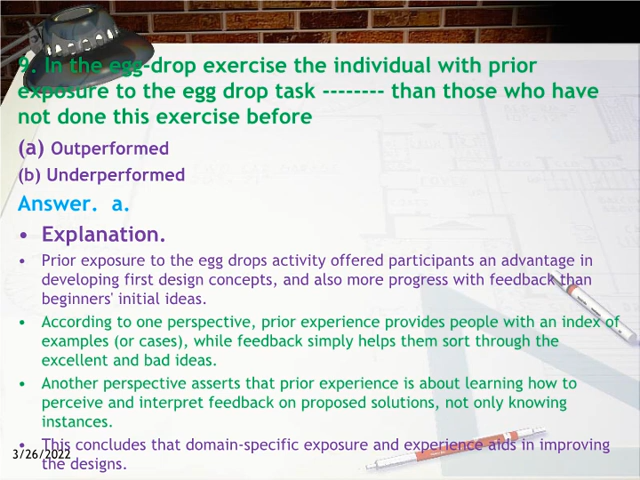 9. In the egg-drop exercise the individual with prior
exposure to the egg drop task -------- than those who have
not done this exercise before
(a) Outperformed
(b) Underperformed
Answer. a.
• Explanation.
• Prior exposure to the egg drops activity offered participants an advantage in
developing first design concepts, and also more progress with feedback than
beginners' initial ideas.
• According to one perspective, prior experience provides people with an index of
examples (or cases), while feedback simply helps them sort through the
excellent and bad ideas.
• Another perspective asserts that prior experience is about learning how to
perceive and interpret feedback on proposed solutions, not only knowing
instances.
• This concludes that domain-specific exposure and experience aids in improving
the designs.
3/26/2022